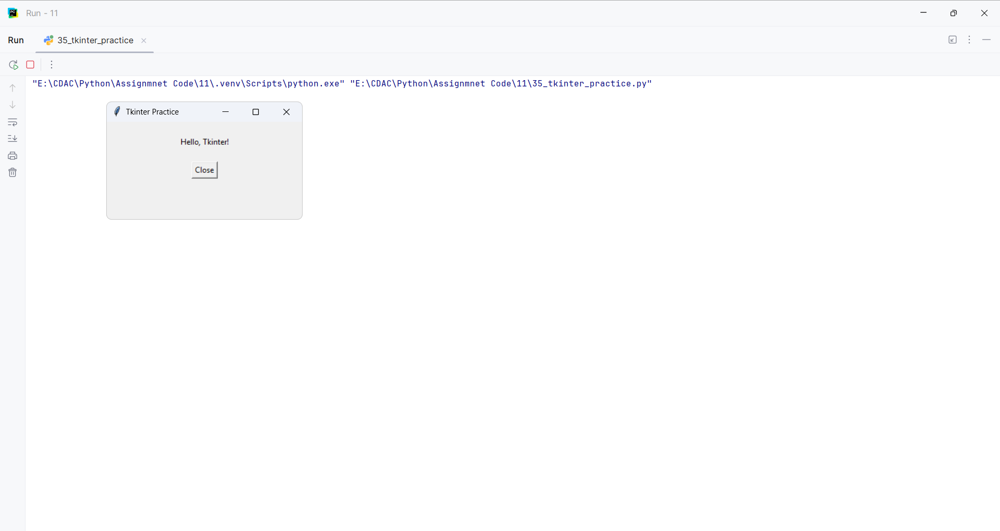 Run - 11
Run 35_tkinter_practice
"E:\CDAC\Python\Assignmnet Code\11\.venv\Scripts\python.exe" "E:\CDAC\Python\Assignmnet Code\11\35_tkinter_practice.py"
Tkinter Practice
Hello, Tkinter!
Close